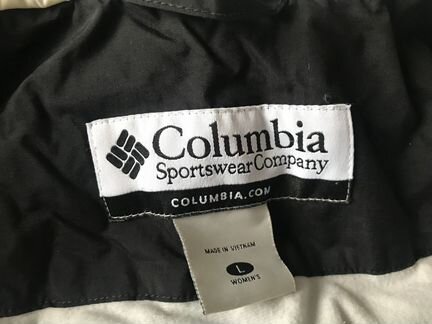 Columbia
Sportswear Company
COLUMBIA.COM
MADE IN VIETNAM
L
WOMEN'S